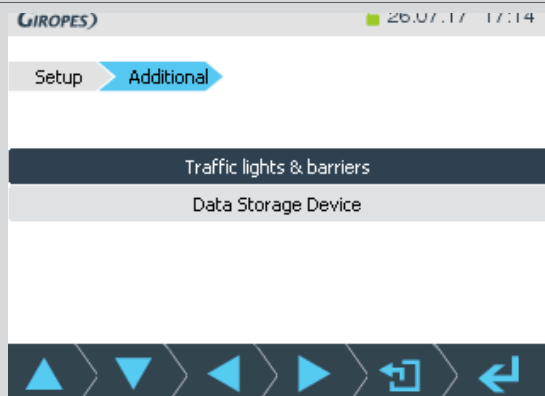 GIROPES) 26.07.17 17:14
Setup Additional
Traffic lights & barriers
Data Storage Device